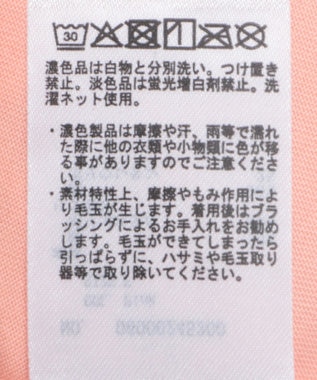 30
濃色品は白物と分別洗い。つけ置き
禁止。淡色品は蛍光増白剤禁止。洗
濯ネット使用。
・濃色製品は摩擦や汗、雨等で濡れ
た際に他の衣類や小物類に色が移
る事がありますのでご注意くださ
い。
・素材特性上、摩擦やもみ作用によ
り毛玉が生じます。着用後はブラ
ッシングによるお手入れをお勧め
します。毛玉ができてしまったら
引っぱらずに、ハサミや毛玉取り
器等で取り除いてください。